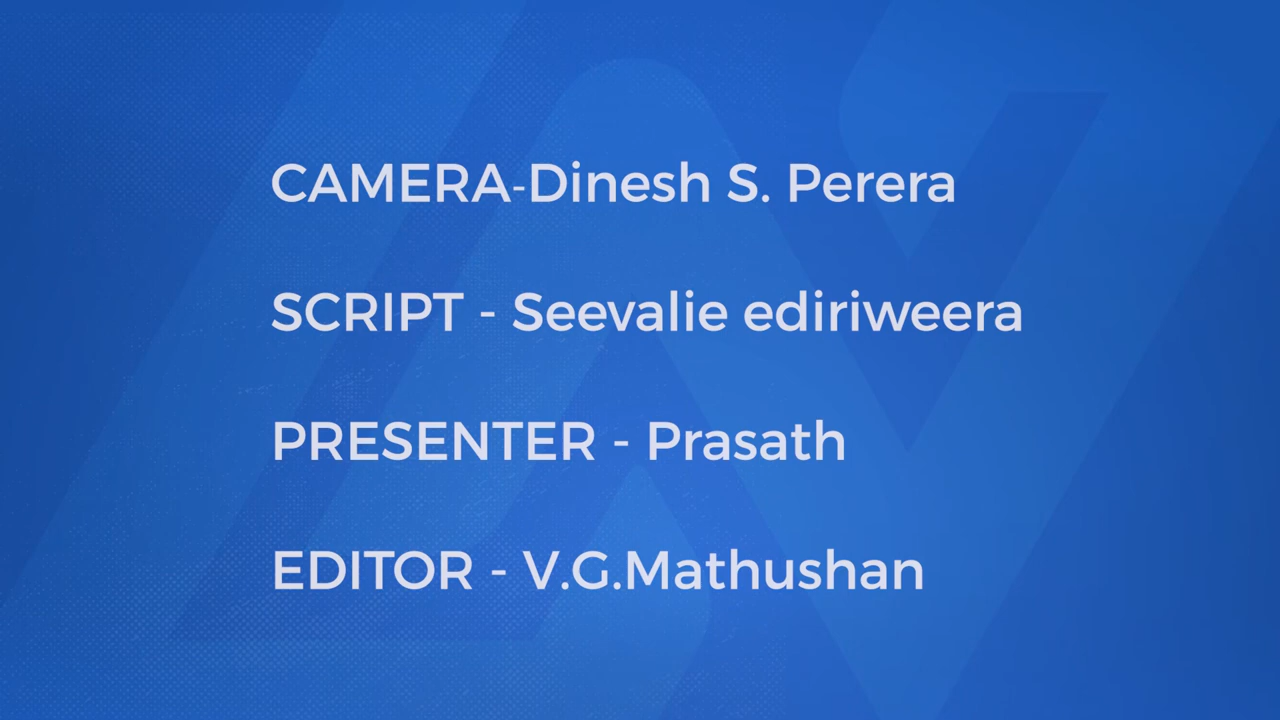 CAMERA-Dinesh S. Perera
SCRIPT - Seevalie ediriweera
PRESENTER - Prasath
EDITOR - V.G.Mathushan